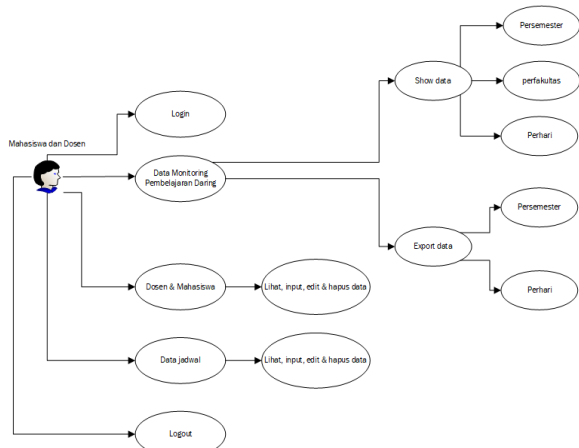 Persemester
Show data
perfakultas
Login
Mahasiswa dan Dosen
Perhari
Data Monitoring
Pembelajaran Daring
Persemester
Export data
Dosen & Mahasiswa
Lihat, input, edit & hapus data
Perhari
Data jadwal
Lihat, input, edit & hapus data
Logout